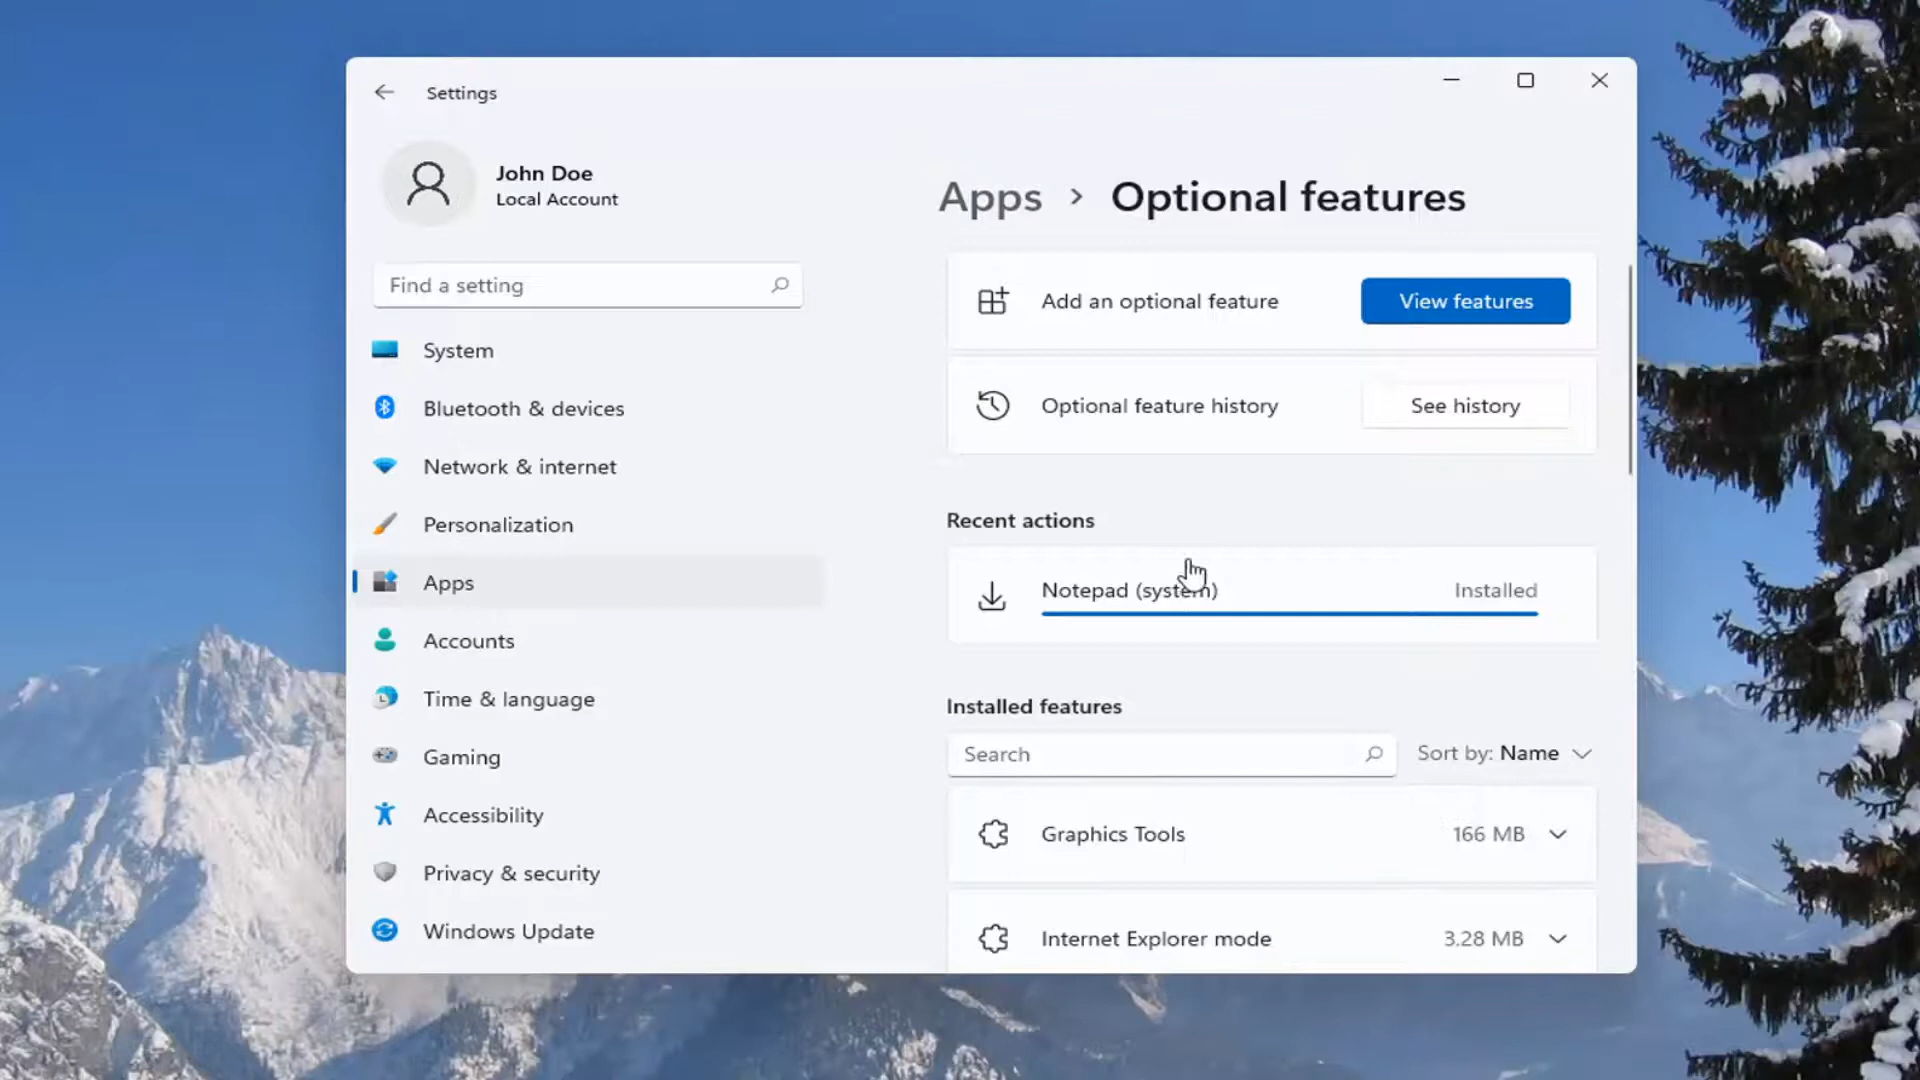 Settings
John Doe
Local Account
Find a setting
System
Bluetooth & devices
Network & internet
Personalization
Apps
Accounts
Time & language
Gaming
Accessibility
Privacy & security
Windows Update
Apps > Optional features
Add an optional feature View features
Optional feature history See history
Recent actions
Notepad (system) Installed
Installed features
Search Sort by: Name
Graphics Tools 166 MB
Internet Explorer mode 3.28 MB